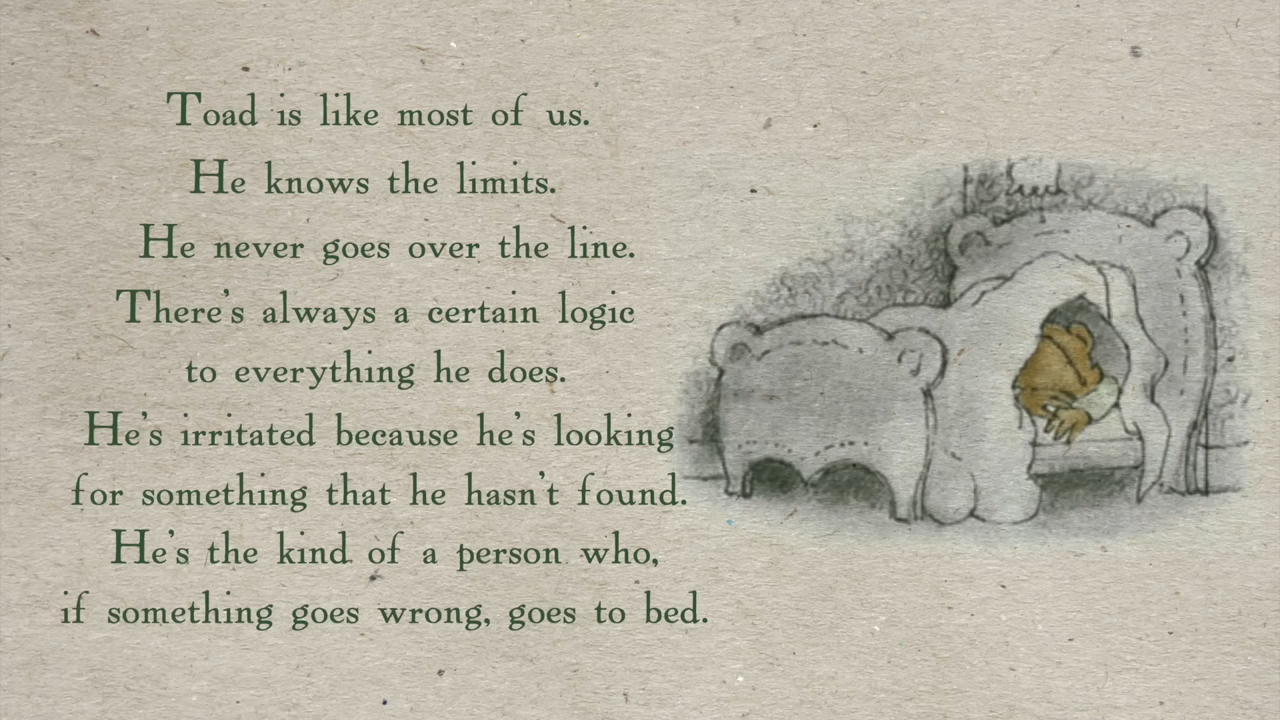 Toad is like most of us.
He knows the limits.
He never goes over the line.
There's always a certain logic
to everything he does.
He's irritated because he's looking
for something that he hasn't found.
He's the kind of a person who,
if something goes wrong, goes to bed.